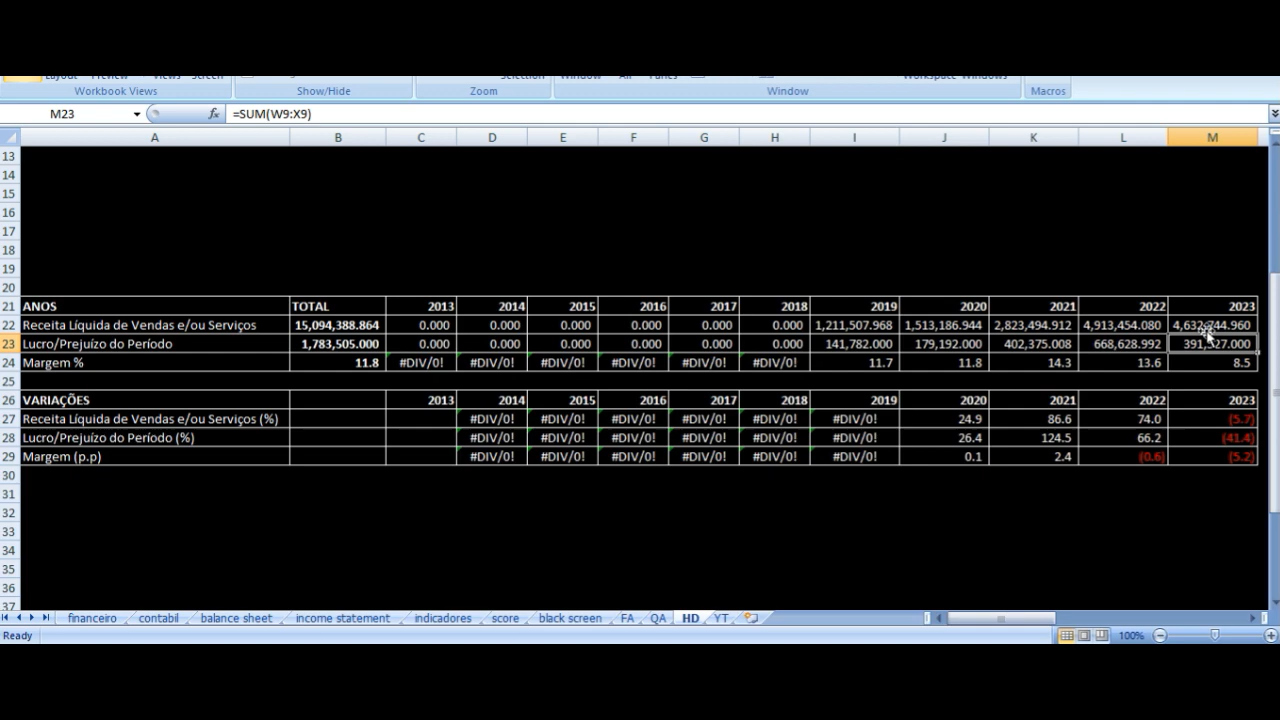 Workbook Views Show/Hide Zoom Window Macros
M23 fx =SUM(W9:X9)
A B C D E F G H I J K L M
13
14
15
16
17
18
19
20
21 ANOS TOTAL 2013 2014 2015 2016 2017 2018 2019 2020 2021 2022 2023
22 Receita Líquida de Vendas e/ou Serviços 15,094,388.864 0.000 0.000 0.000 0.000 0.000 0.000 1,211,507.968 1,513,186.944 2,823,494.912 4,913,454.080 4,632,744.960
23 Lucro/Prejuízo do Período 1,783,505.000 0.000 0.000 0.000 0.000 0.000 0.000 141,782.000 179,192.000 402,375.008 668,628.992 391,527.000
24 Margem % 11.8 #DIV/0! #DIV/0! #DIV/0! #DIV/0! #DIV/0! #DIV/0! 11.7 11.8 14.3 13.6 8.5
25
26 VARIAÇÕES 2013 2014 2015 2016 2017 2018 2019 2020 2021 2022 2023
27 Receita Líquida de Vendas e/ou Serviços (%) #DIV/0! #DIV/0! #DIV/0! #DIV/0! #DIV/0! #DIV/0! 24.9 86.6 74.0 (5.7)
28 Lucro/Prejuízo do Período (%) #DIV/0! #DIV/0! #DIV/0! #DIV/0! #DIV/0! #DIV/0! 26.4 124.5 66.2 (41.4)
29 Margem (p.p) #DIV/0! #DIV/0! #DIV/0! #DIV/0! #DIV/0! #DIV/0! 0.1 2.4 (0.6) (5.2)
30
31
32
33
34
35
36
37
financeiro contabil balance sheet income statement indicadores score black screen FA QA HD YT
Ready 100%